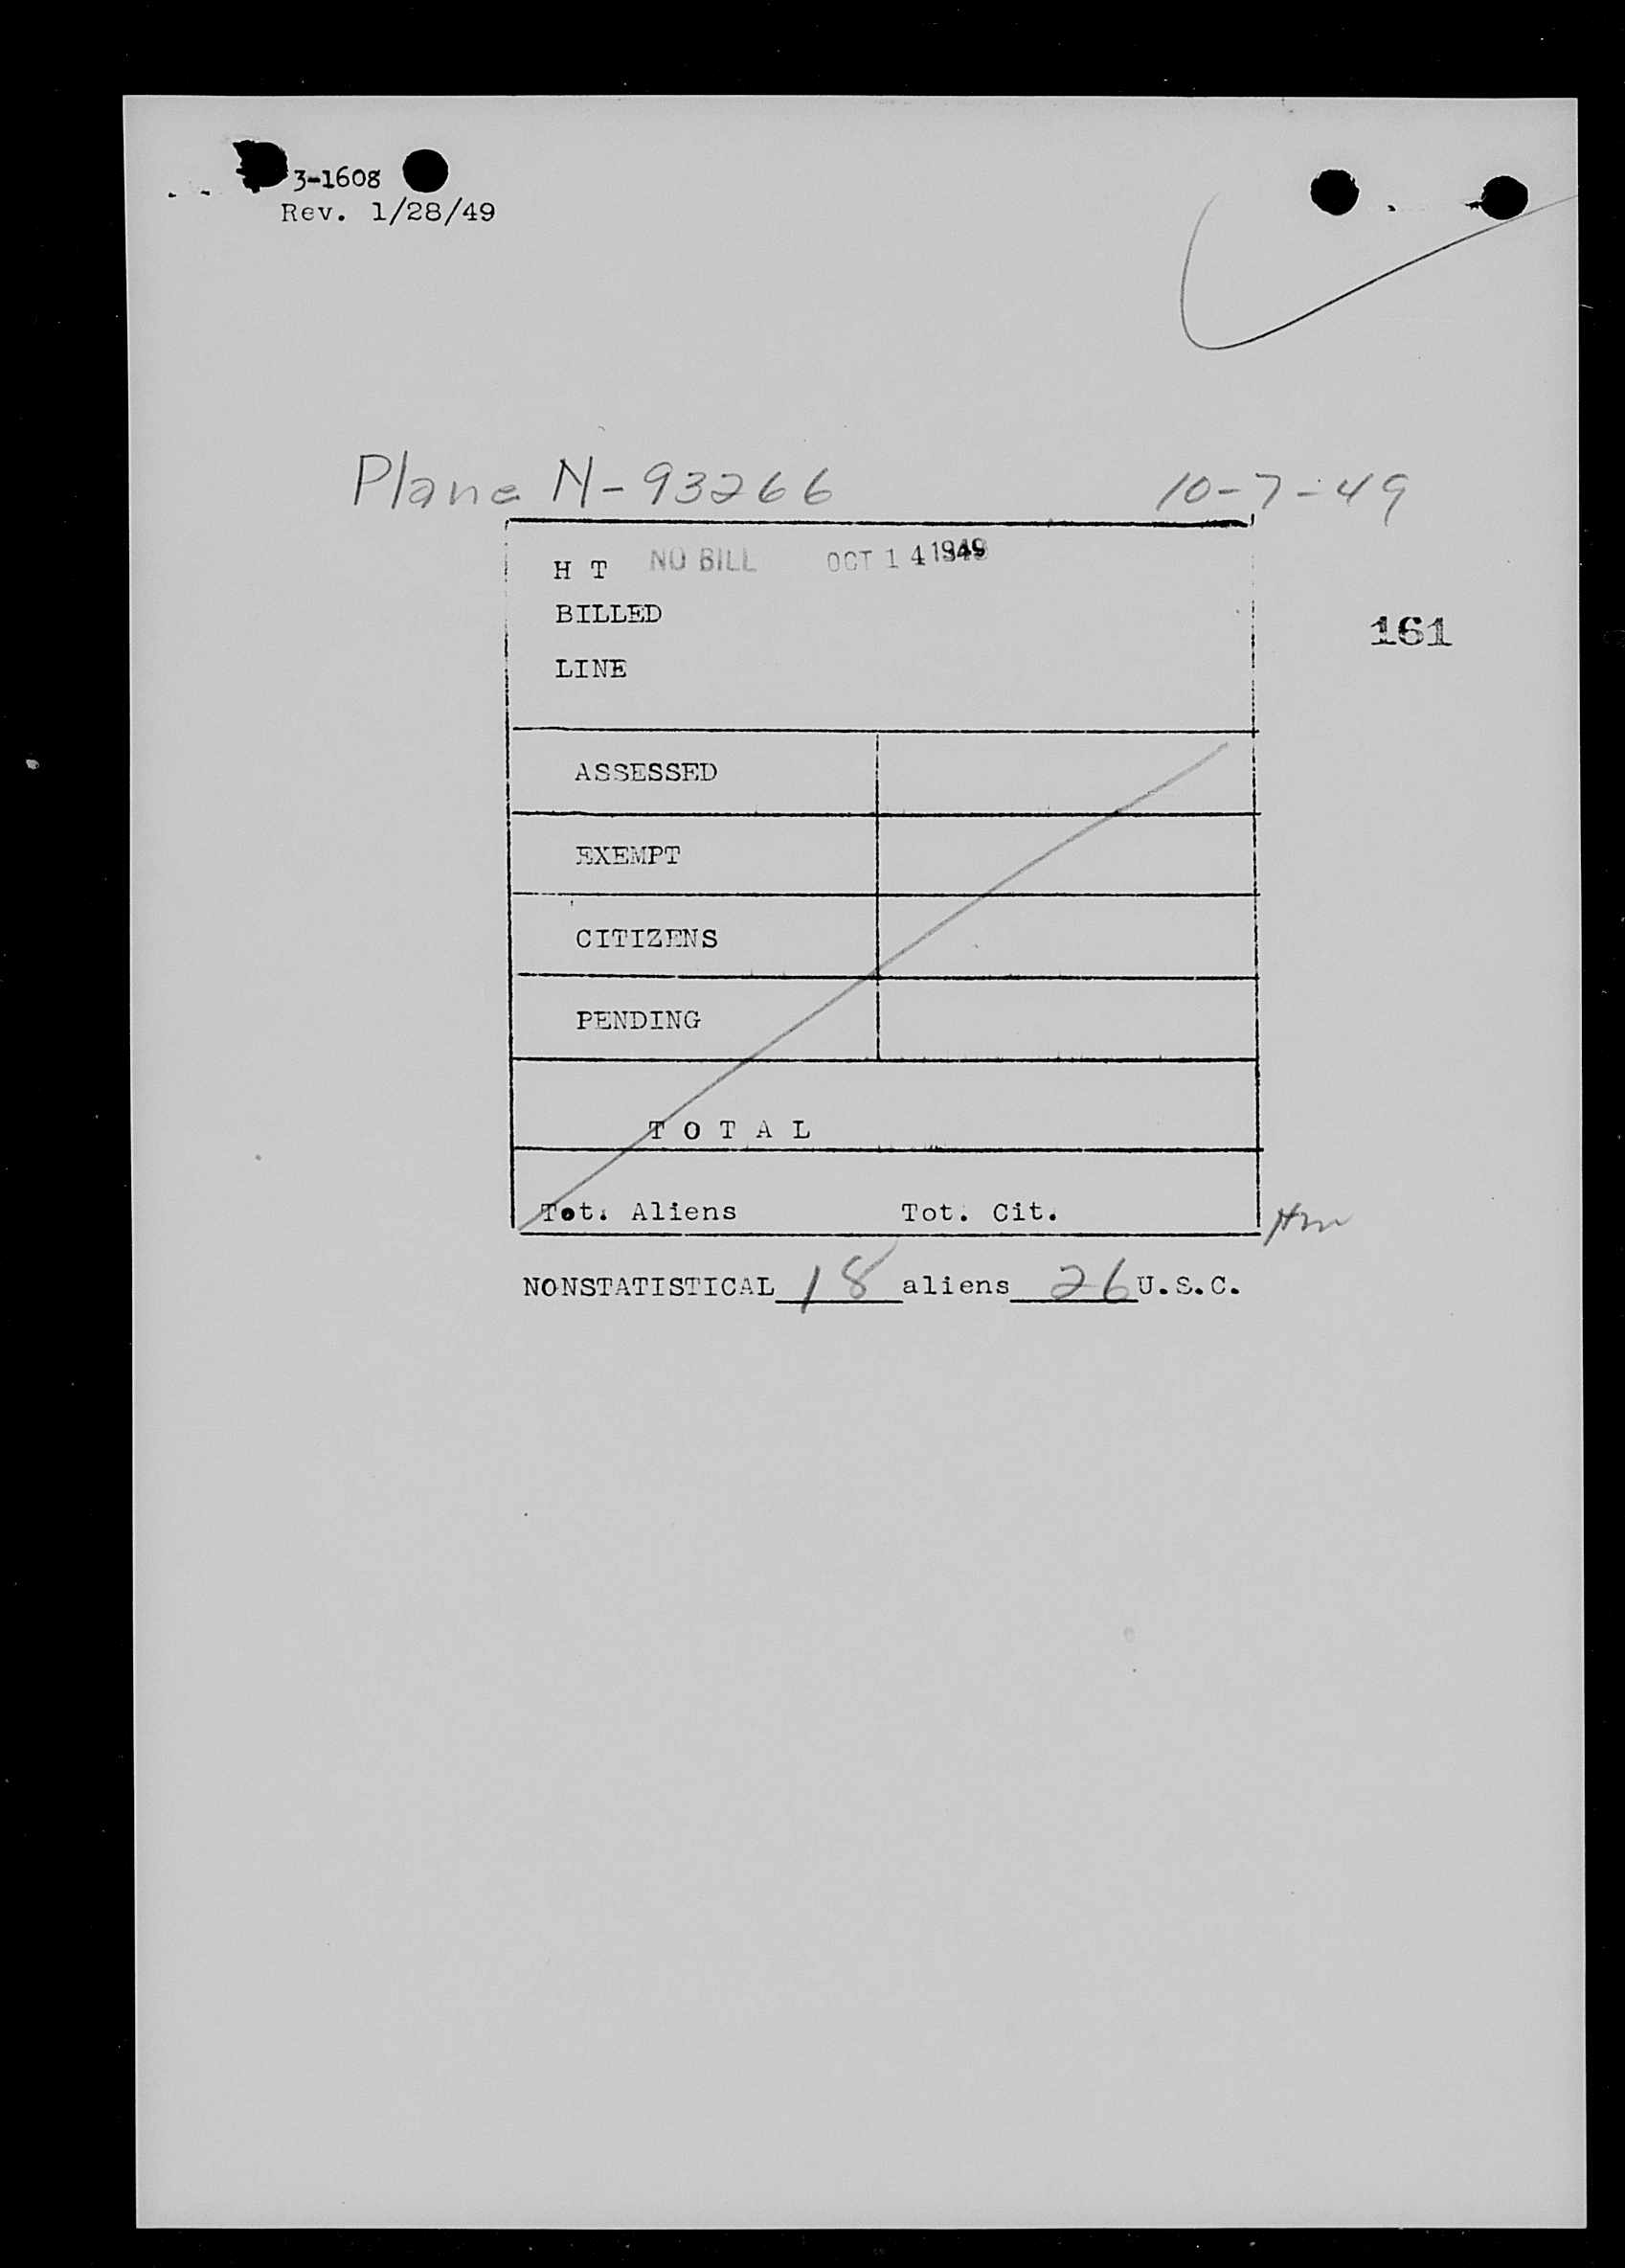 3-1608
Rev. 1/28/49
Plane N-93266 10-7-49
H T NO BILL OCT 14 1949
BILLED
161
LINE
ASSESSED
EXEMPT
CITIZENS
PENDING
T O T A L
Tot. Aliens Tot. Cit.
NONSTATISTICAL 18 aliens 26 U.S.C.